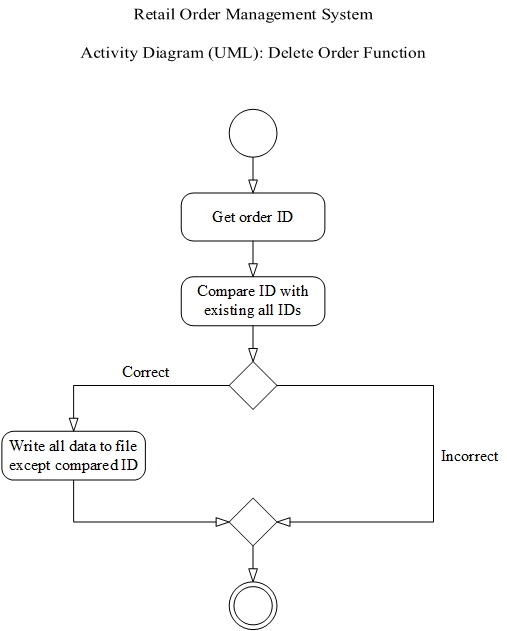 Retail Order Management System
Activity Diagram (UML): Delete Order Function
Get order ID
Compare ID with
existing all IDs
Correct
Write all data to file
except compared ID
Incorrect